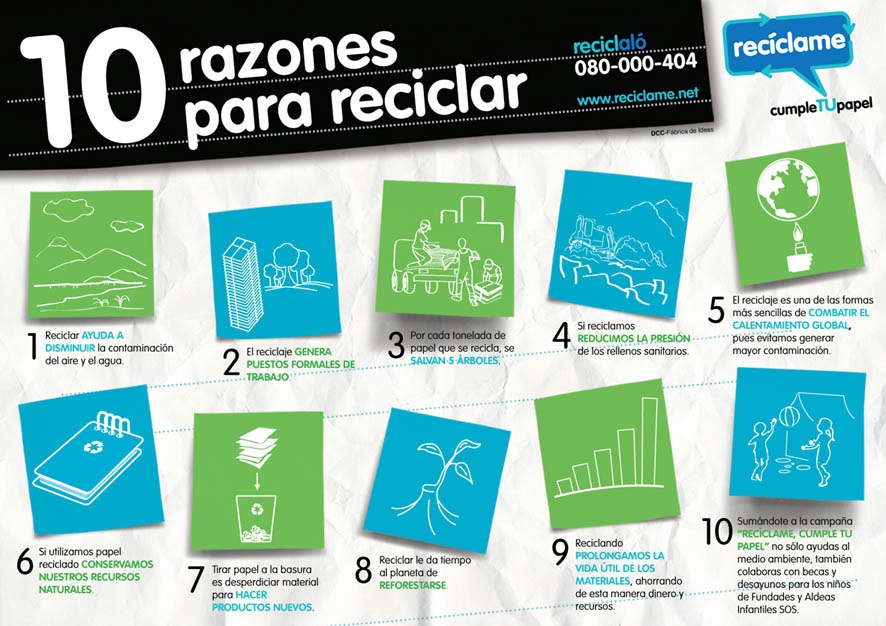 10 razones
para reciclar
reciclaló
080-000-404
www.reciclame.net
DCC-Fábrica de Ideas
recíclame
cumpleTUpapel
1 Reciclar AYUDA A
DISMINUIR la contaminación
del aire y el agua.
2 El reciclaje GENERA
PUESTOS FORMALES DE
TRABAJO.
3 Por cada tonelada de
papel que se recicla, se
SALVAN 5 ÁRBOLES.
4 Si reciclamos
REDUCIMOS LA PRESIÓN
de los rellenos sanitarios.
5 El reciclaje es una de las formas
más sencillas de COMBATIR EL
CALENTAMIENTO GLOBAL,
pues evitamos generar
mayor contaminación.
6 Si utilizamos papel
reciclado CONSERVAMOS
NUESTROS RECURSOS
NATURALES.
7 Tirar papel a la basura
es desperdiciar material
para HACER
PRODUCTOS NUEVOS.
8 Reciclar le da tiempo
al planeta de
REFORESTARSE.
9 Reciclando
PROLONGAMOS LA
VIDA ÚTIL DE LOS
MATERIALES, ahorrando
de esta manera dinero y
recursos.
10 Sumándote a la campaña
"RECÍCLAME, CUMPLE TU
PAPEL" no sólo ayudas al
medio ambiente, también
colaboras con becas y
desayunos para los niños
de Fundades y Aldeas
Infantiles SOS.